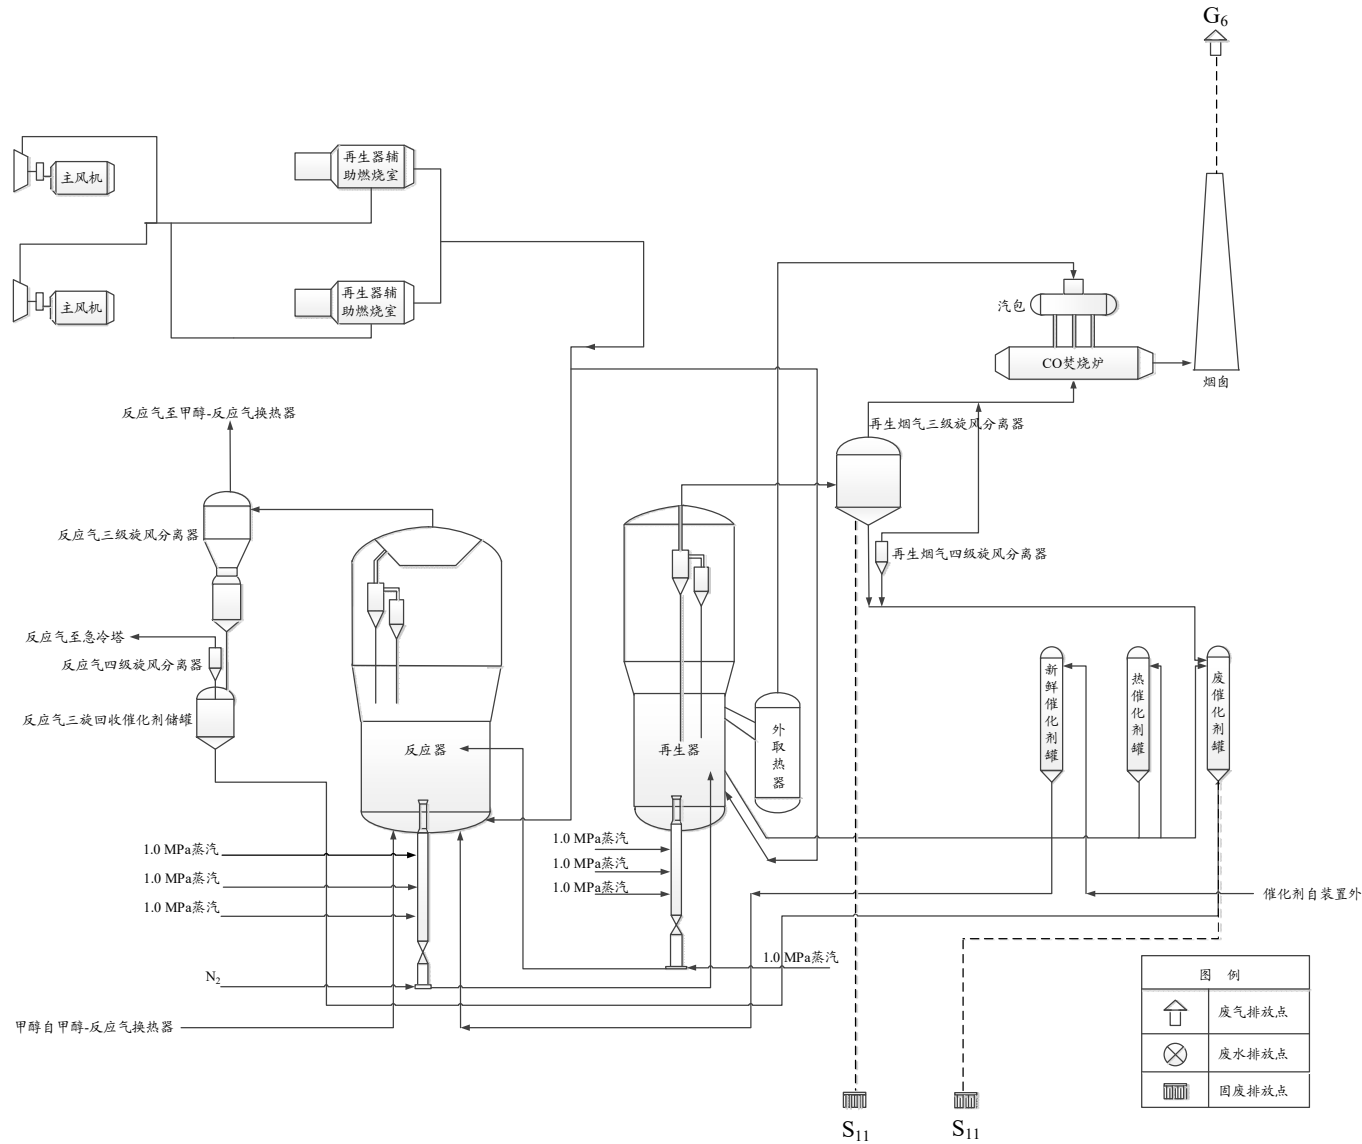 G₆
主风机
再生器辅
助燃烧室
主风机
再生器辅
助燃烧室
汽包
CO焚烧炉
烟囱
反应气至甲醇-反应气换热器
再生烟气三级旋风分离器
反应气三级旋风分离器
再生烟气四级旋风分离器
反应气至急冷塔
反应气四级旋风分离器
反应气三旋回收催化剂储罐
反应器
再生器
外取热器
新鲜催化剂罐
热催化剂罐
废催化剂罐
1.0 MPa蒸汽
1.0 MPa蒸汽
1.0 MPa蒸汽
1.0 MPa蒸汽
1.0 MPa蒸汽
1.0 MPa蒸汽
催化剂自装置外
1.0 MPa蒸汽
N₂
甲醇自甲醇-反应气换热器
图 例
废气排放点
废水排放点
固废排放点
S₁₁
S₁₁